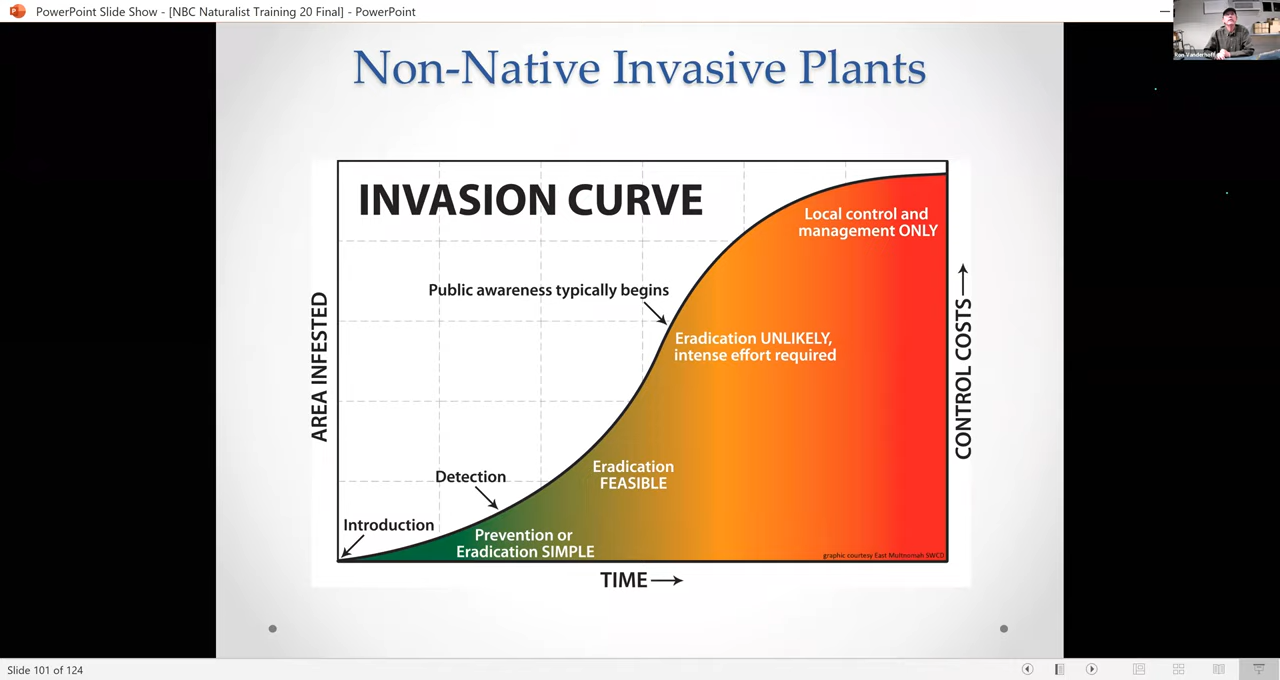 PowerPoint Slide Show - [NBC Naturalist Training 20 Final] - PowerPoint
Ron Vanderhoff
Non-Native Invasive Plants
INVASION CURVE
Local control and
management ONLY
Public awareness typically begins
Eradication UNLIKELY,
intense effort required
AREA INFESTED
CONTROL COSTS
Eradication
FEASIBLE
Detection
Introduction
Prevention or
Eradication SIMPLE
graphic courtesy East Multnomah SWCD
TIME
Slide 101 of 124